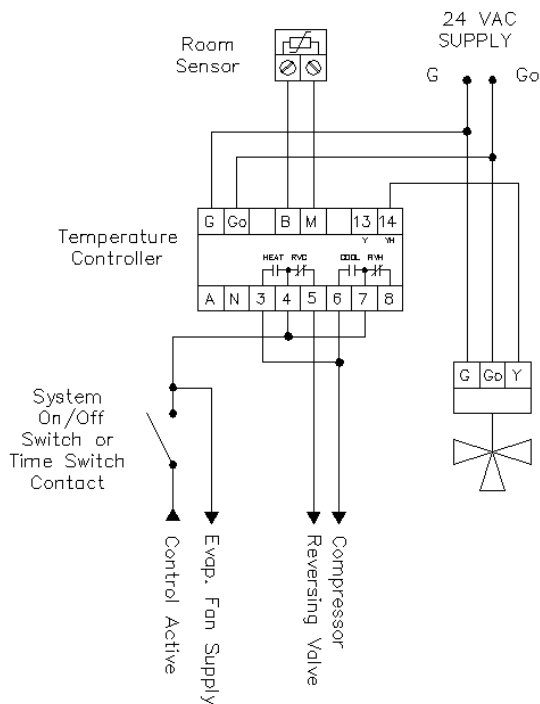 24 VAC
SUPPLY
Room
Sensor
G Go
G Go B M 13 14
Y YH
Temperature
Controller
HEAT RVC COOL RVH
A N 3 4 5 6 7 8
G Go Y
System
On/Off
Switch or
Time Switch
Contact
Control Active
Evap. Fan Supply
Reversing Valve
Compressor